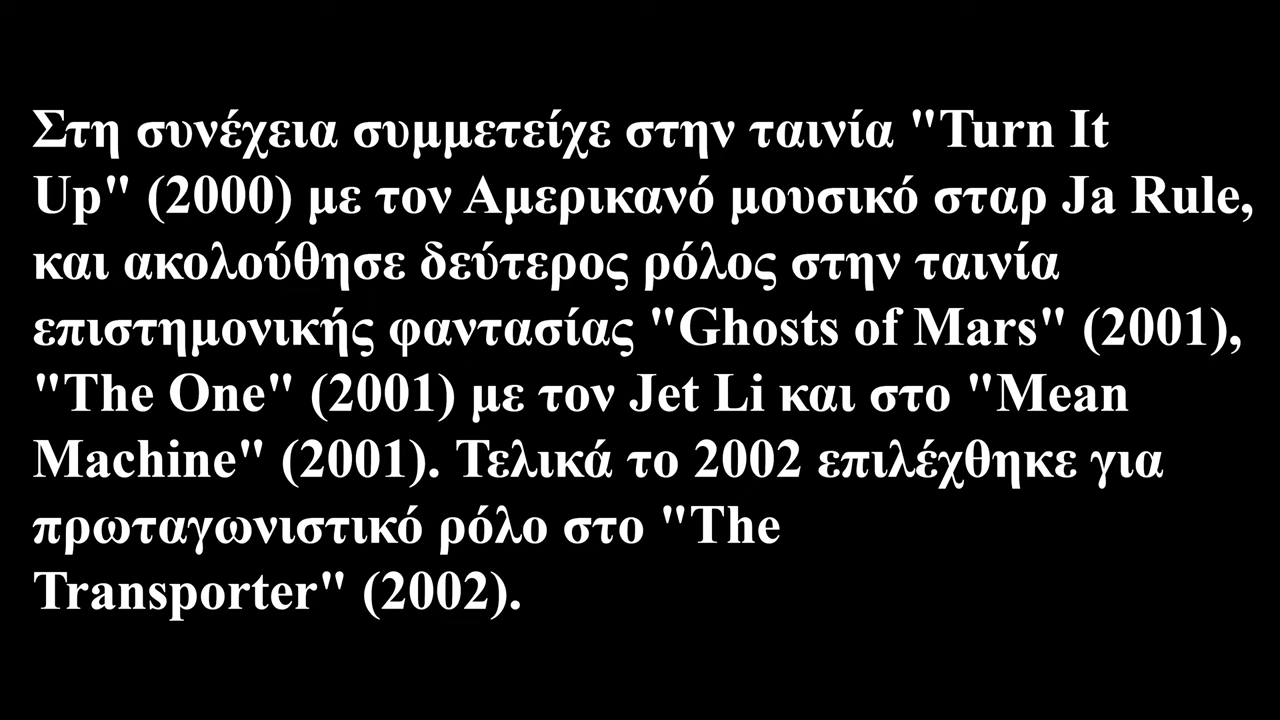 Στη συνέχεια συμμετείχε στην ταινία "Turn It
Up" (2000) με τον Αμερικανό μουσικό σταρ Ja Rule,
και ακολούθησε δεύτερος ρόλος στην ταινία
επιστημονικής φαντασίας "Ghosts of Mars" (2001),
"The One" (2001) με τον Jet Li και στο "Mean
Machine" (2001). Τελικά το 2002 επιλέχθηκε για
πρωταγωνιστικό ρόλο στο "The
Transporter" (2002).